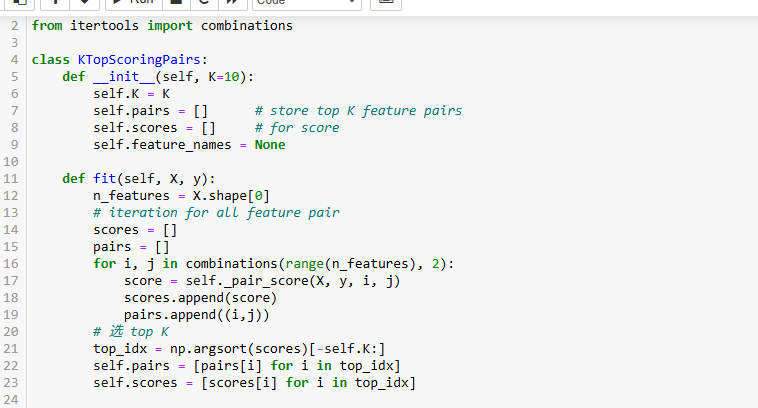 Run
Code
2 from itertools import combinations
3
4 class KTopScoringPairs:
5     def __init__(self, K=10):
6         self.K = K
7         self.pairs = []      # store top K feature pairs
8         self.scores = []     # for score
9         self.feature_names = None
10
11     def fit(self, X, y):
12         n_features = X.shape[0]
13         # iteration for all feature pair
14         scores = []
15         pairs = []
16         for i, j in combinations(range(n_features), 2):
17             score = self._pair_score(X, y, i, j)
18             scores.append(score)
19             pairs.append((i,j))
20         # 选 top K
21         top_idx = np.argsort(scores)[-self.K:]
22         self.pairs = [pairs[i] for i in top_idx]
23         self.scores = [scores[i] for i in top_idx]
24